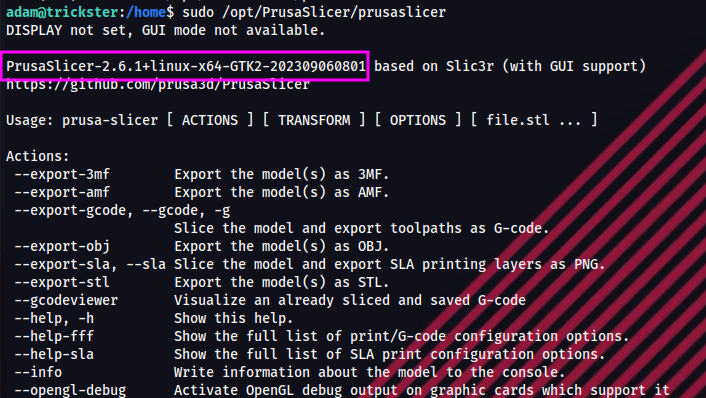 adam@trickster:/home$ sudo /opt/PrusaSlicer/prusaslicer
DISPLAY not set, GUI mode not available.
PrusaSlicer-2.6.1+linux-x64-GTK2-202309060801 based on Slic3r (with GUI support)
https://github.com/prusa3d/PrusaSlicer
Usage: prusa-slicer [ ACTIONS ] [ TRANSFORM ] [ OPTIONS ] [ file.stl ... ]
Actions:
--export-3mf Export the model(s) as 3MF.
--export-amf Export the model(s) as AMF.
--export-gcode, --gcode, -g
Slice the model and export toolpaths as G-code.
--export-obj Export the model(s) as OBJ.
--export-sla, --sla Slice the model and export SLA printing layers as PNG.
--export-stl Export the model(s) as STL.
--gcodeviewer Visualize an already sliced and saved G-code
--help, -h Show this help.
--help-fff Show the full list of print/G-code configuration options.
--help-sla Show the full list of SLA print configuration options.
--info Write information about the model to the console.
--opengl-debug Activate OpenGL debug output on graphic cards which support it